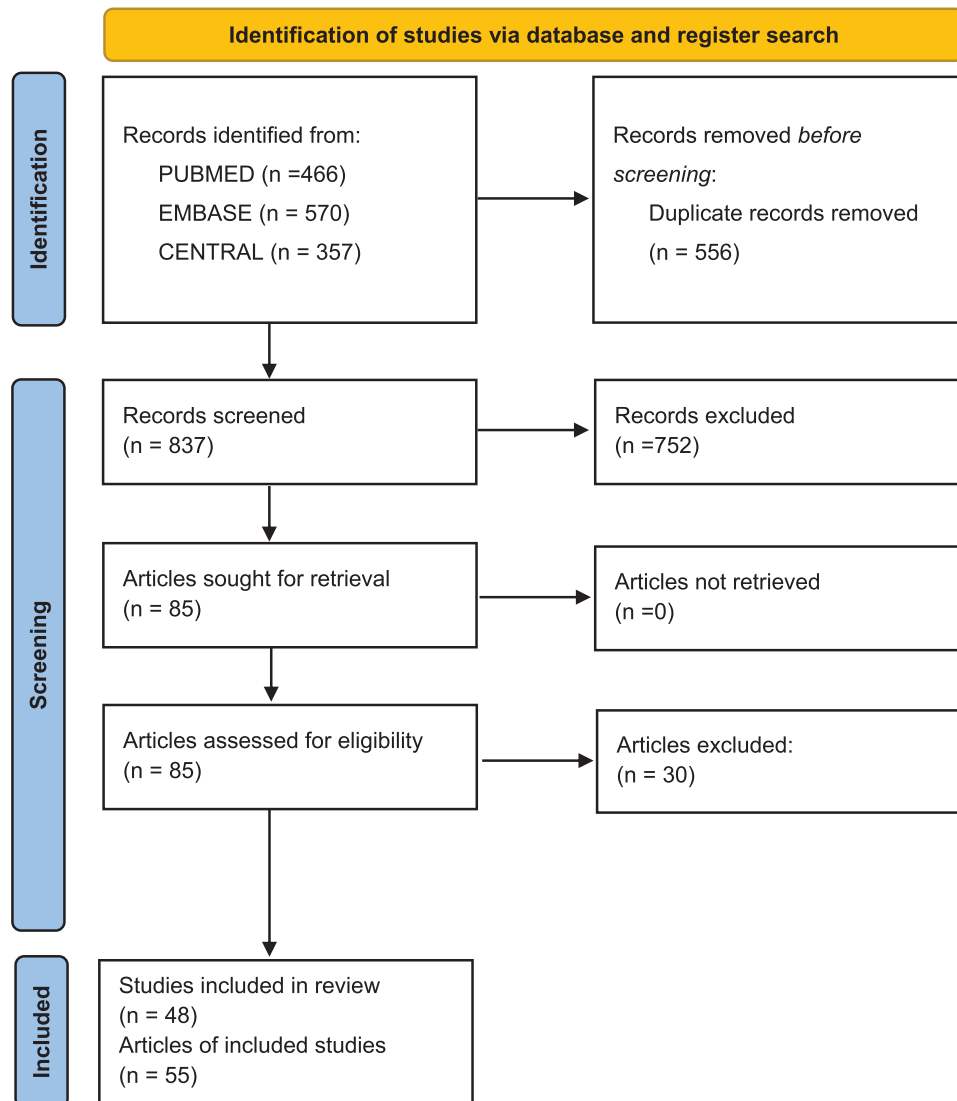 Identification of studies via database and register search
Identification
Records identified from:
PUBMED (n =466)
EMBASE (n = 570)
CENTRAL (n = 357)
Records removed before
screening:
Duplicate records removed
(n = 556)
Screening
Records screened
(n = 837)
Records excluded
(n =752)
Articles sought for retrieval
(n = 85)
Articles not retrieved
(n =0)
Articles assessed for eligibility
(n = 85)
Articles excluded:
(n = 30)
Included
Studies included in review
(n = 48)
Articles of included studies
(n = 55)